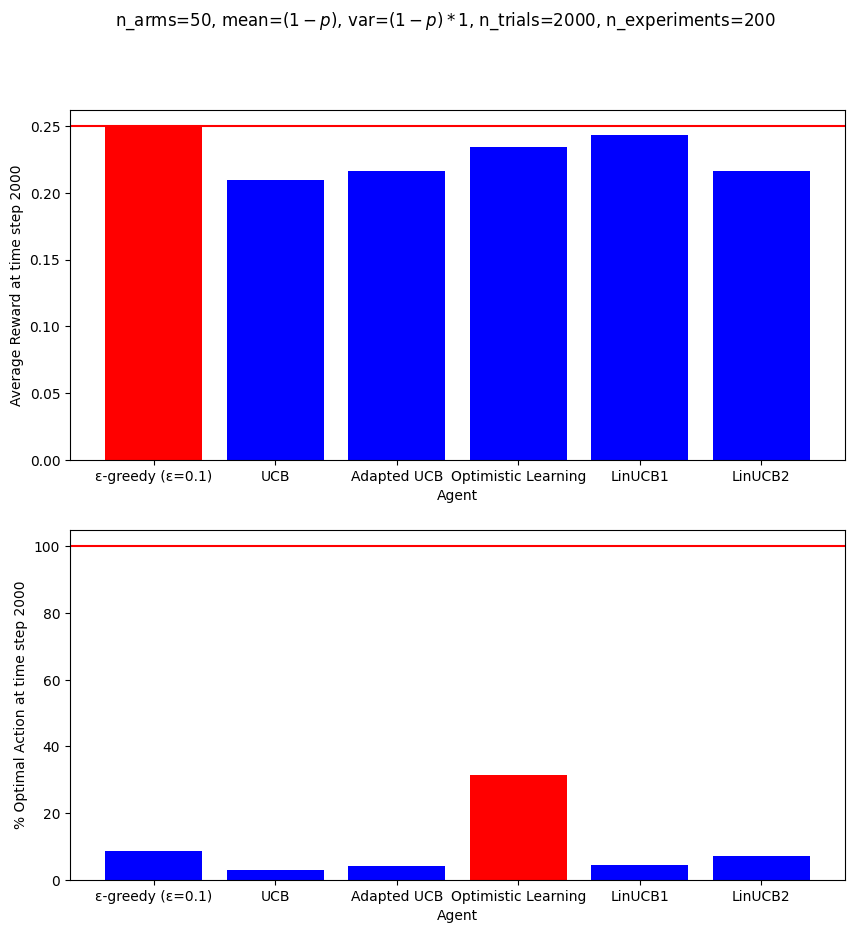 n_arms=50, mean=(1 − p), var=(1 − p) * 1, n_trials=2000, n_experiments=200
Average Reward at time step 2000
0.25
0.20
0.15
0.10
0.05
0.00
ε-greedy (ε=0.1) UCB Adapted UCB Optimistic Learning LinUCB1 LinUCB2
Agent
% Optimal Action at time step 2000
100
80
60
40
20
0
ε-greedy (ε=0.1) UCB Adapted UCB Optimistic Learning LinUCB1 LinUCB2
Agent